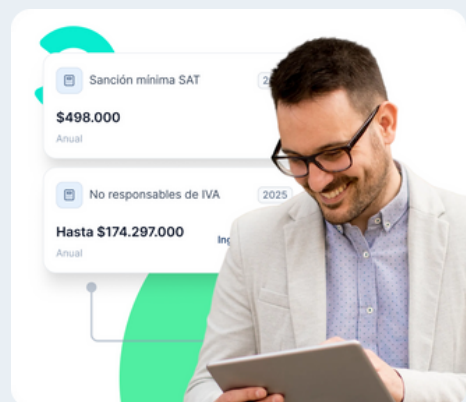 Sanción mínima SAT
$498.000
Anual
No responsables de IVA 2025
Hasta $174.297.000
Anual